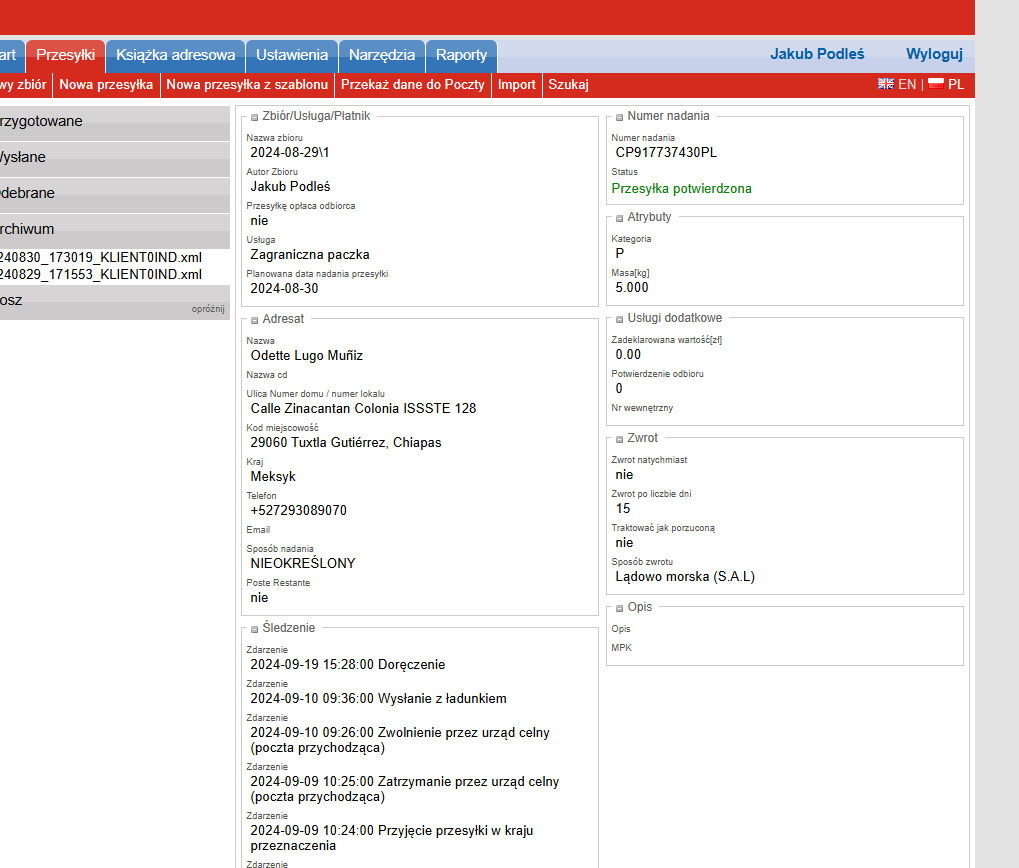 art Przesyłki Książka adresowa Ustawienia Narzędzia Raporty Jakub Podleś Wyloguj
wy zbiór Nowa przesyłka Nowa przesyłka z szablonu Przekaż dane do Poczty Import Szukaj EN | PL
rzygotowane
Wysłane
debrane
rchiwum
240830_173019_KLIENT0IND.xml
240829_171553_KLIENT0IND.xml
osz
opróżnij
Zbiór/Usługa/Płatnik
Nazwa zbioru
2024-08-29\1
Autor Zbioru
Jakub Podleś
Przesyłkę opłaca odbiorca
nie
Usługa
Zagraniczna paczka
Planowana data nadania przesyłki
2024-08-30
Adresat
Nazwa
Odette Lugo Muñiz
Nazwa cd
Ulica Numer domu / numer lokalu
Calle Zinacantan Colonia ISSSTE 128
Kod miejscowość
29060 Tuxtla Gutiérrez, Chiapas
Kraj
Meksyk
Telefon
+527293089070
Email
Sposób nadania
NIEOKREŚLONY
Poste Restante
nie
Śledzenie
Zdarzenie
2024-09-19 15:28:00 Doręczenie
Zdarzenie
2024-09-10 09:36:00 Wysłanie z ładunkiem
Zdarzenie
2024-09-10 09:26:00 Zwolnienie przez urząd celny
(poczta przychodząca)
Zdarzenie
2024-09-09 10:25:00 Zatrzymanie przez urząd celny
(poczta przychodząca)
Zdarzenie
2024-09-09 10:24:00 Przyjęcie przesyłki w kraju
przeznaczenia
Zdarzenie
Numer nadania
Numer nadania
CP917737430PL
Status
Przesyłka potwierdzona
Atrybuty
Kategoria
P
Masa[kg]
5.000
Usługi dodatkowe
Zadeklarowana wartość[zł]
0.00
Potwierdzenie odbioru
0
Nr wewnętrzny
Zwrot
Zwrot natychmiast
nie
Zwrot po liczbie dni
15
Traktować jak porzuconą
nie
Sposób zwrotu
Lądowo morska (S.A.L)
Opis
Opis
MPK